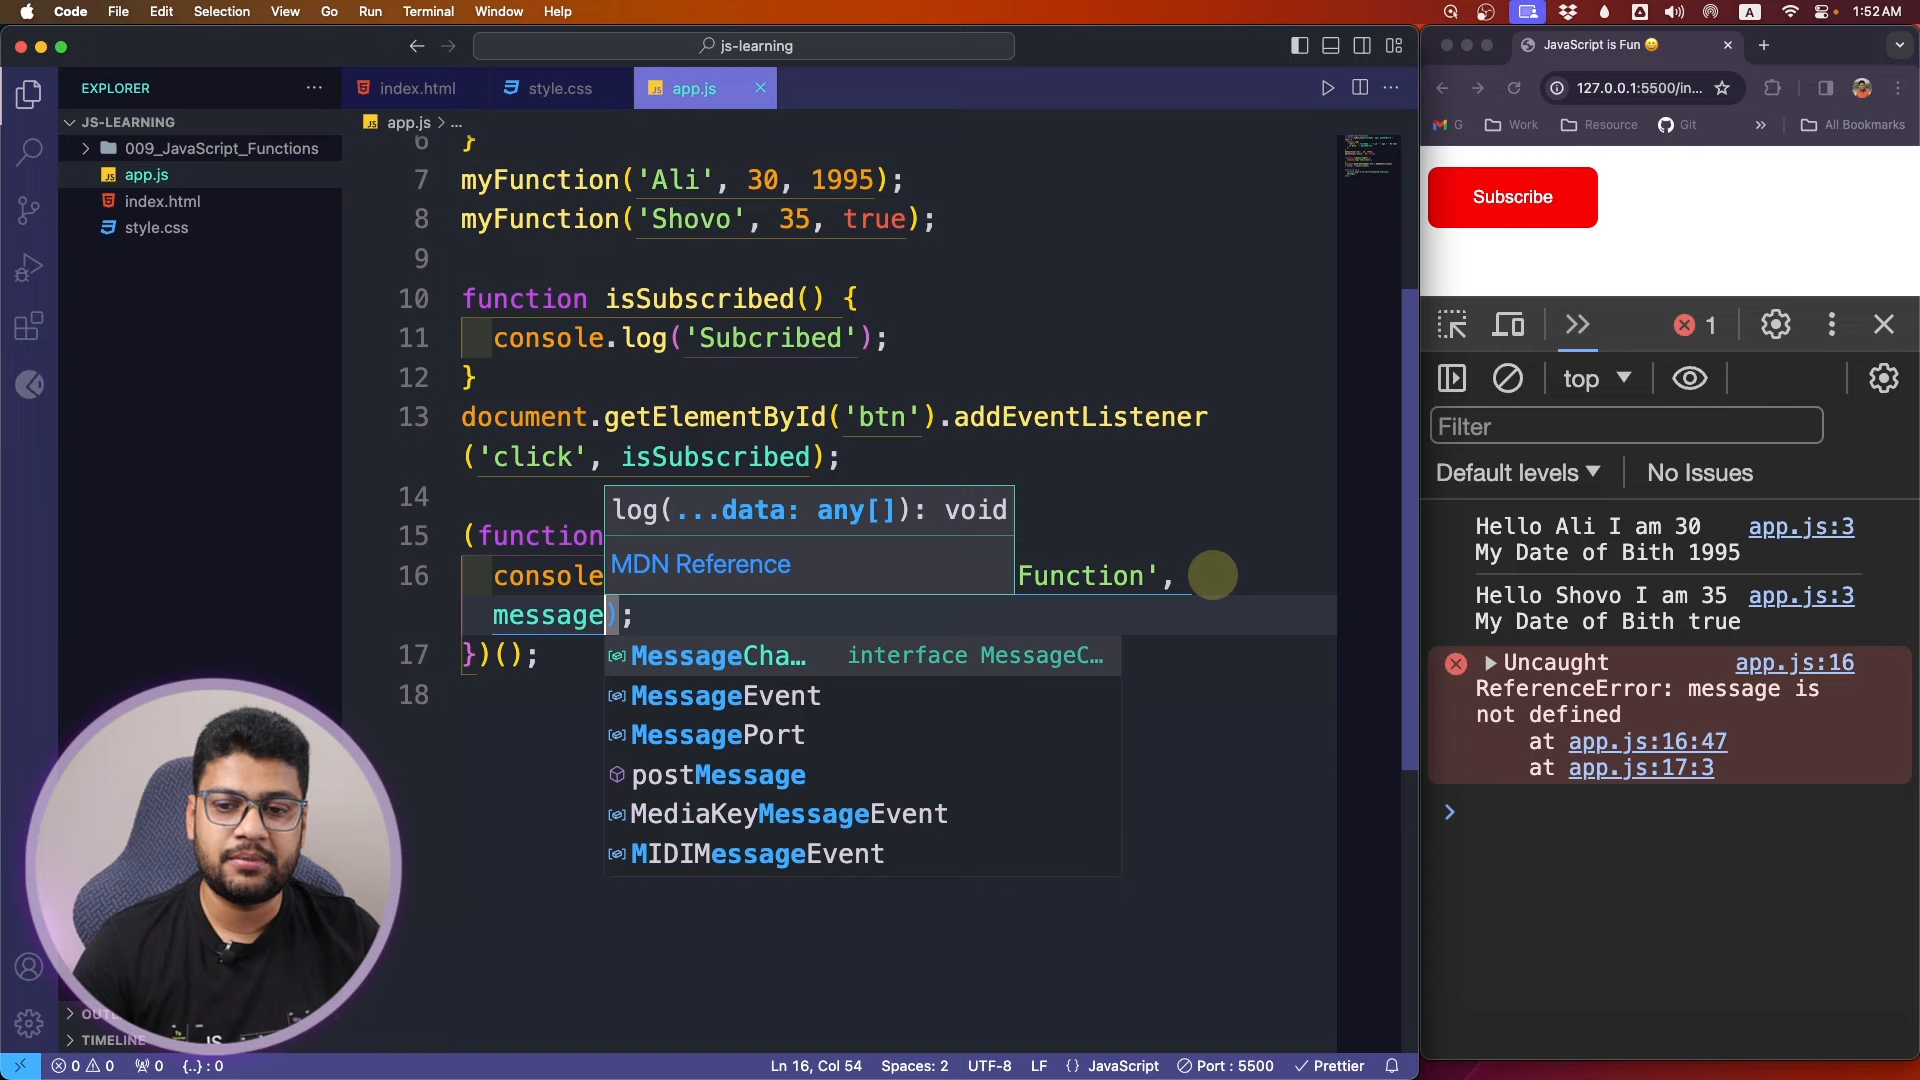 Code File Edit Selection View Go Run Terminal Window Help
A 1:52 AM
js-learning
JavaScript is Fun 😀
EXPLORER
index.html
style.css
app.js
127.0.0.1:5500/in...
G Work Resource Git All Bookmarks
JS-LEARNING
009_JavaScript_Functions
app.js
index.html
style.css
app.js > ...
6 }
7 myFunction('Ali', 30, 1995);
8 myFunction('Shovo', 35, true);
9
10 function isSubscribed() {
11 console.log('Subcribed');
12 }
13 document.getElementById('btn').addEventListener
('click', isSubscribed);
14
15 (function
16 console Function',
message);
17 })();
18
log(...data: any[]): void
MDN Reference
MessageCha... interface MessageC...
MessageEvent
MessagePort
postMessage
MediaKeyMessageEvent
MIDIMessageEvent
Subscribe
1
top
Filter
Default levels No Issues
Hello Ali I am 30 app.js:3
My Date of Bith 1995
Hello Shovo I am 35 app.js:3
My Date of Bith true
Uncaught app.js:16
ReferenceError: message is
not defined
at app.js:16:47
at app.js:17:3
TIMELINE
0 0 0 {..} : 0
Ln 16, Col 54 Spaces: 2 UTF-8 LF {} JavaScript Port : 5500 Prettier